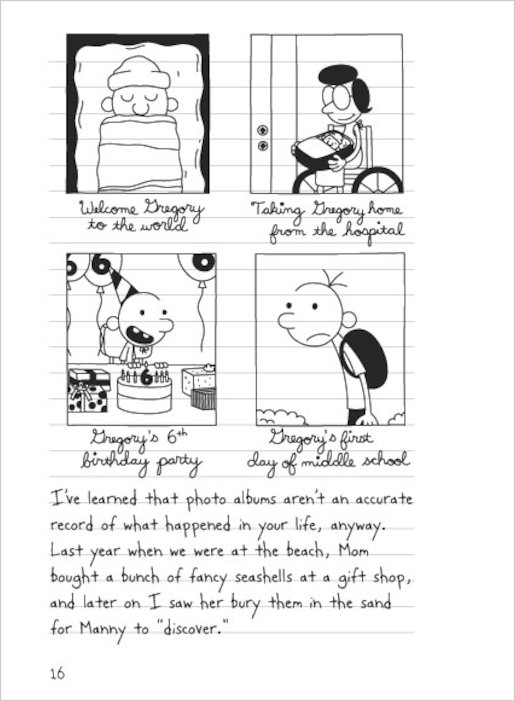 Welcome Gregory
to the world
Taking Gregory home
from the hospital
6
6
6
6
Gregory's 6th
birthday party
Gregory's first
day of middle school
I've learned that photo albums aren't an accurate
record of what happened in your life, anyway.
Last year when we were at the beach, Mom
bought a bunch of fancy seashells at a gift shop,
and later on I saw her bury them in the sand
for Manny to "discover."
16